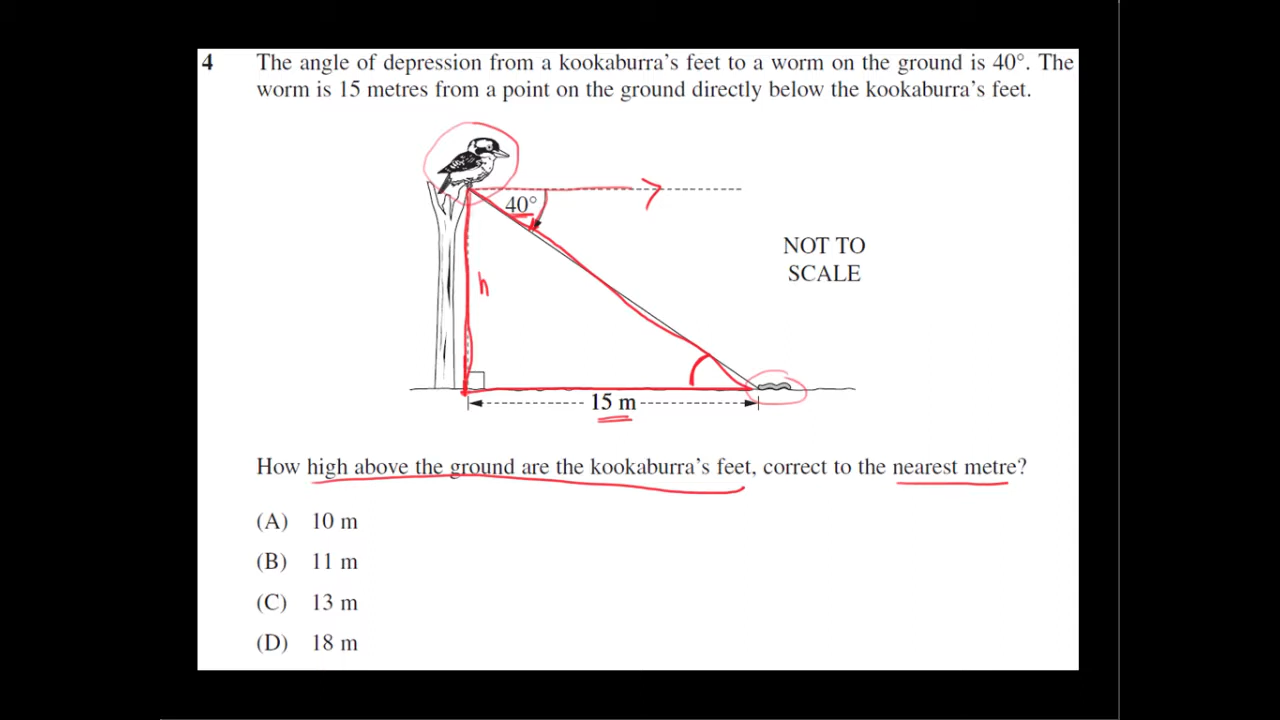 4 The angle of depression from a kookaburra’s feet to a worm on the ground is 40°. The
worm is 15 metres from a point on the ground directly below the kookaburra’s feet.
40°
NOT TO
SCALE
h
15 m
How high above the ground are the kookaburra’s feet, correct to the nearest metre?
(A) 10 m
(B) 11 m
(C) 13 m
(D) 18 m